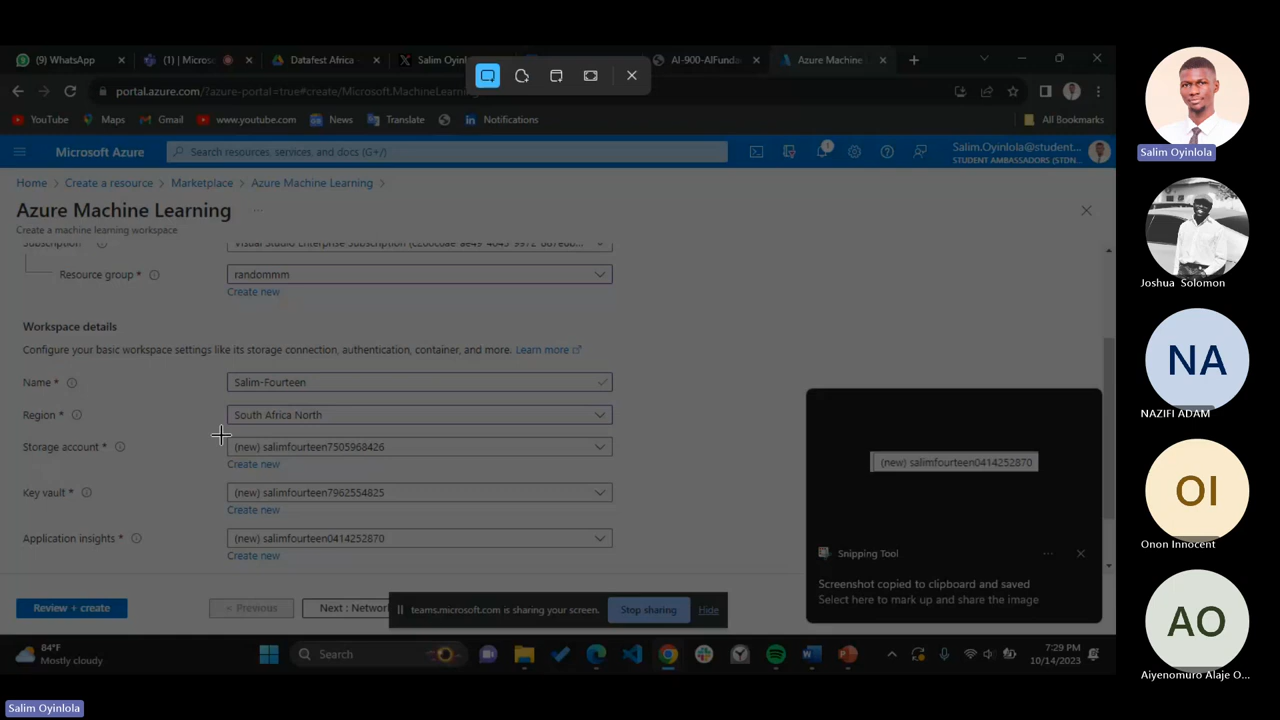 (9) WhatsApp
(1) Micros
Datafest Africa
Salim Oyin
AI-900-AIFunda
Azure Machine
portal.azure.com/?azure-portal=true#create/Microsoft.MachineLearning
YouTube
Maps
Gmail
www.youtube.com
News
Translate
Notifications
All Bookmarks
Microsoft Azure
Search resources, services, and docs (G+/)
1
Salim.Oyinlola@student...
STUDENT AMBASSADORS (STDN...
Home > Create a resource > Marketplace > Azure Machine Learning >
Azure Machine Learning ...
Create a machine learning workspace
Subscription
Resource group *
randommm
Create new
Workspace details
Configure your basic workspace settings like its storage connection, authentication, container, and more. Learn more
Name *
Salim-Fourteen
Region *
South Africa North
Storage account *
(new) salimfourteen7505968426
Create new
Key vault *
(new) salimfourteen7962554825
Create new
Application insights *
(new) salimfourteen0414252870
Create new
Review + create
< Previous
Next : Networ
teams.microsoft.com is sharing your screen.
Stop sharing
Hide
(new) salimfourteen0414252870
Snipping Tool
Screenshot copied to clipboard and saved
Select here to mark up and share the image
84°F
Mostly cloudy
Search
7:29 PM
10/14/2023
Salim Oyinlola
Joshua Solomon
NA
NAZIFI ADAM
OI
Onon Innocent
AO
Aiyenomuro Alaje O...
Salim Oyinlola